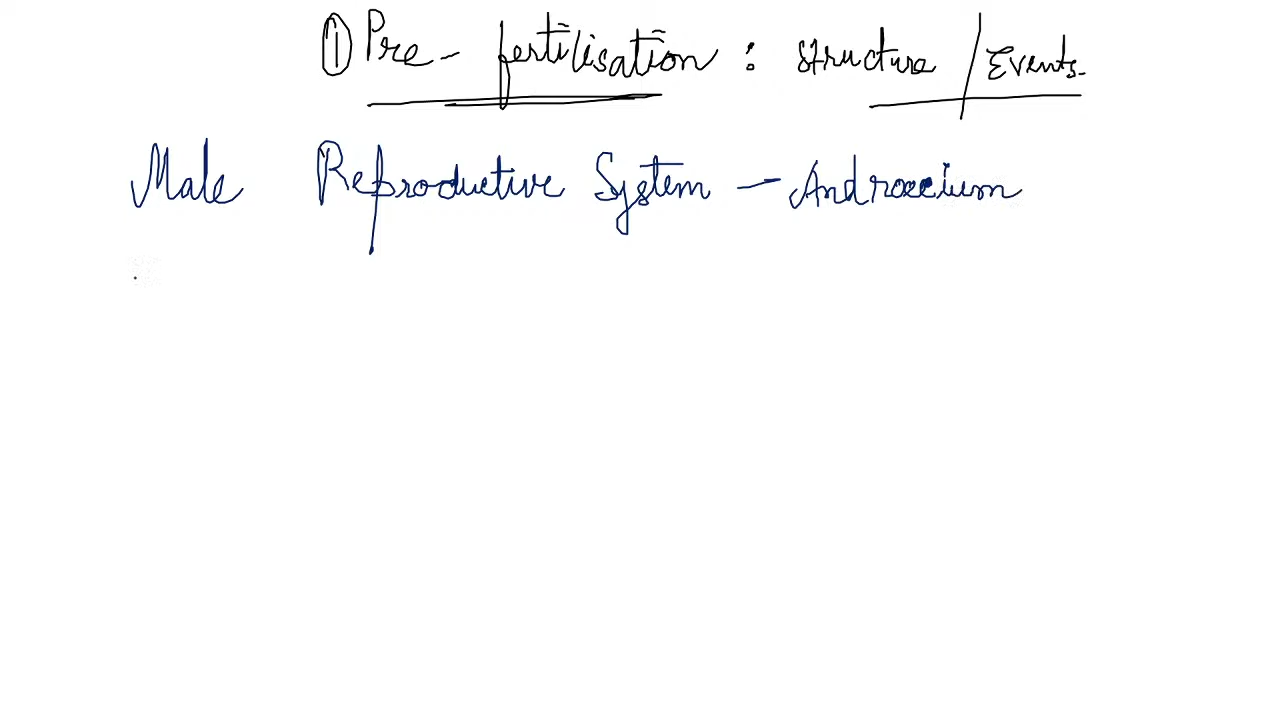 ① Pre-fertilisation : structure / Events.
Male Reproductive System - Androecium